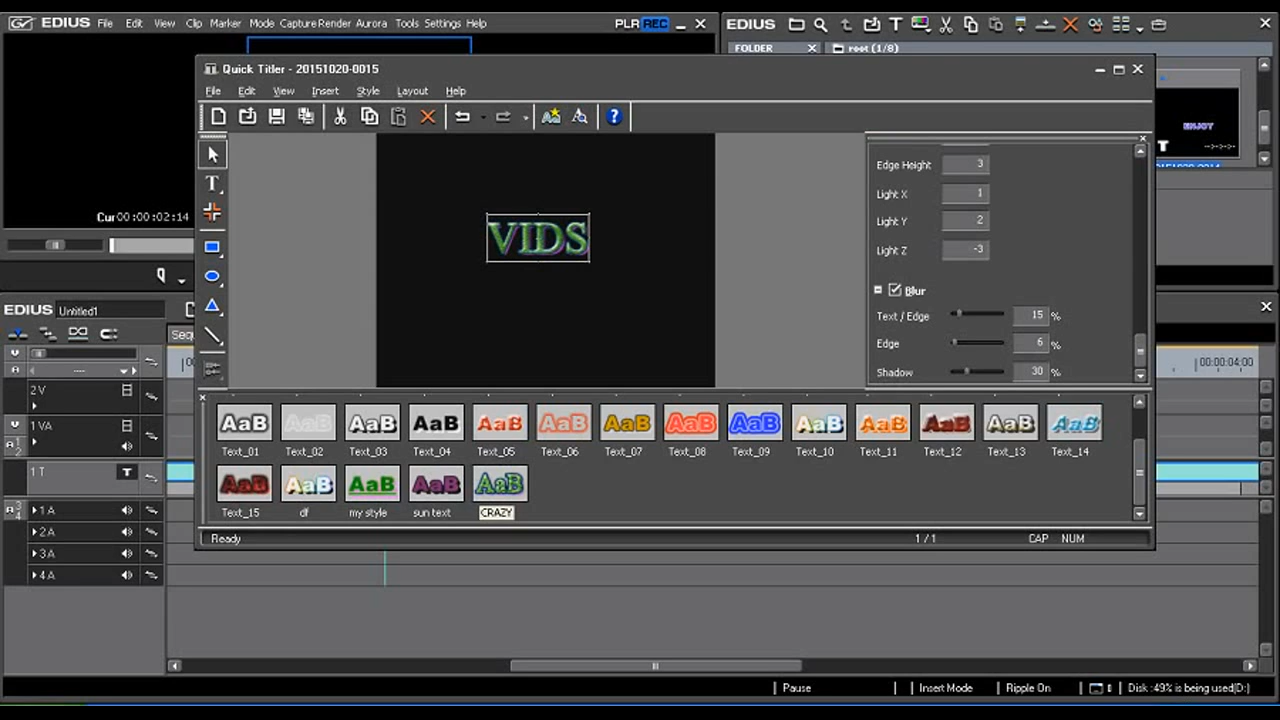 EDIUS File Edit View Clip Marker Mode Capture Render Aurora Tools Settings Help PLR REC
EDIUS
FOLDER root (1/8)
Quick Titler - 20151020-0015
File Edit View Insert Style Layout Help
VIDS
ENJOY
T
Cur 00:00:02:14
Edge Height 3
Light X 1
Light Y 2
Light Z -3
Blur
Text / Edge 15 %
Edge 6 %
Shadow 30 %
EDIUS Untitled1
00:00:04:00
2 V
1 VA
1 T T
1 A
2 A
3 A
4 A
AaB AaB AaB AaB AaB AaB AaB AaB AaB AaB AaB AaB AaB AaB
Text_01 Text_02 Text_03 Text_04 Text_05 Text_06 Text_07 Text_08 Text_09 Text_10 Text_11 Text_12 Text_13 Text_14
AaB AaB AaB AaB AaB
Text_15 df my style sun text CRAZY
Ready 1 / 1 CAP NUM
Pause Insert Mode Ripple On Disk :49% is being used(D:)